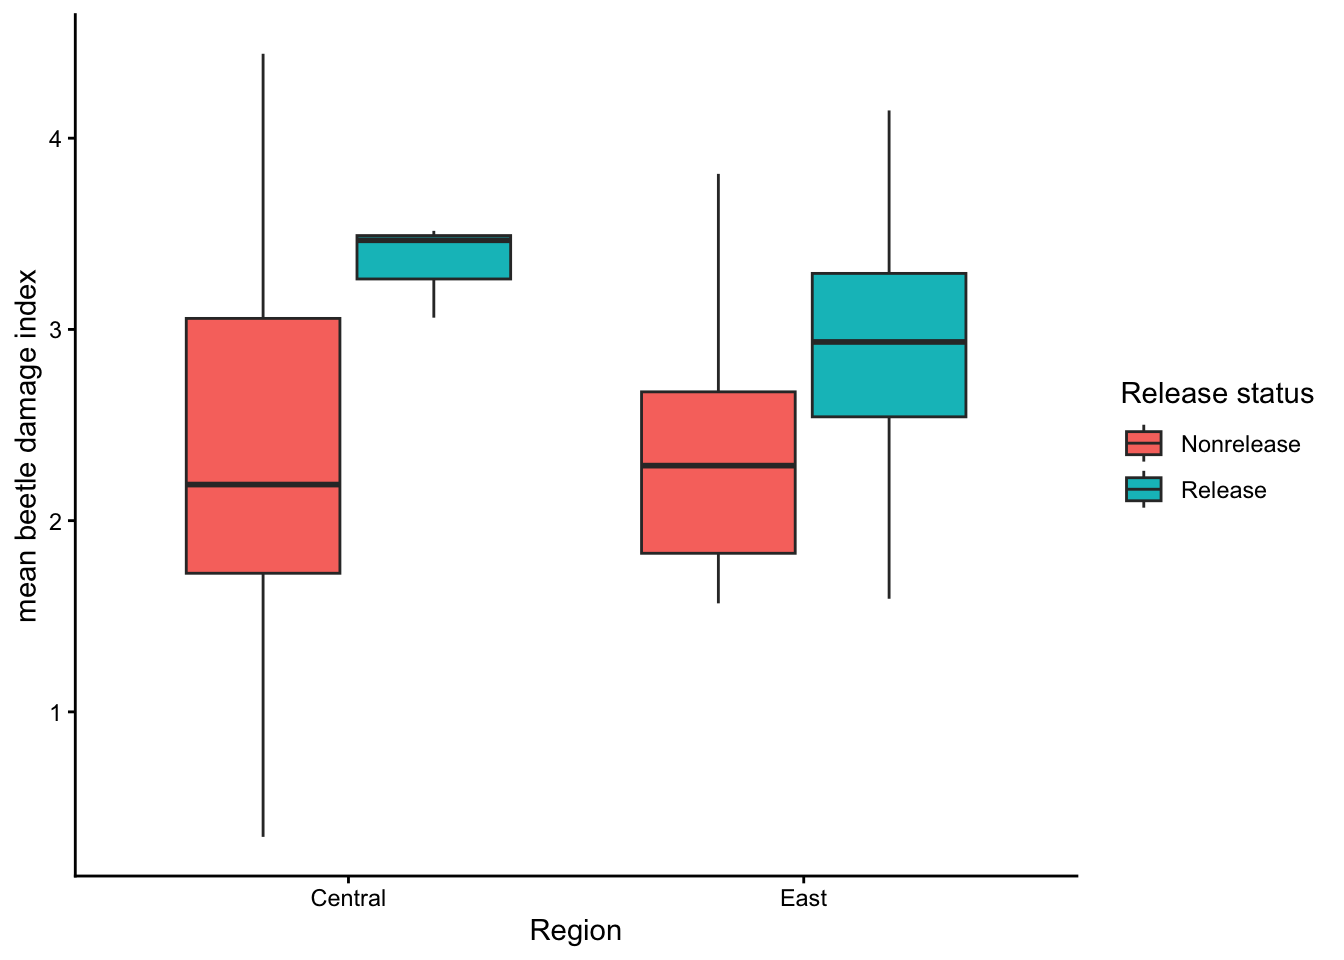 mean beetle damage index
4
3
2
1
Central
East
Region
Release status
Nonrelease
Release